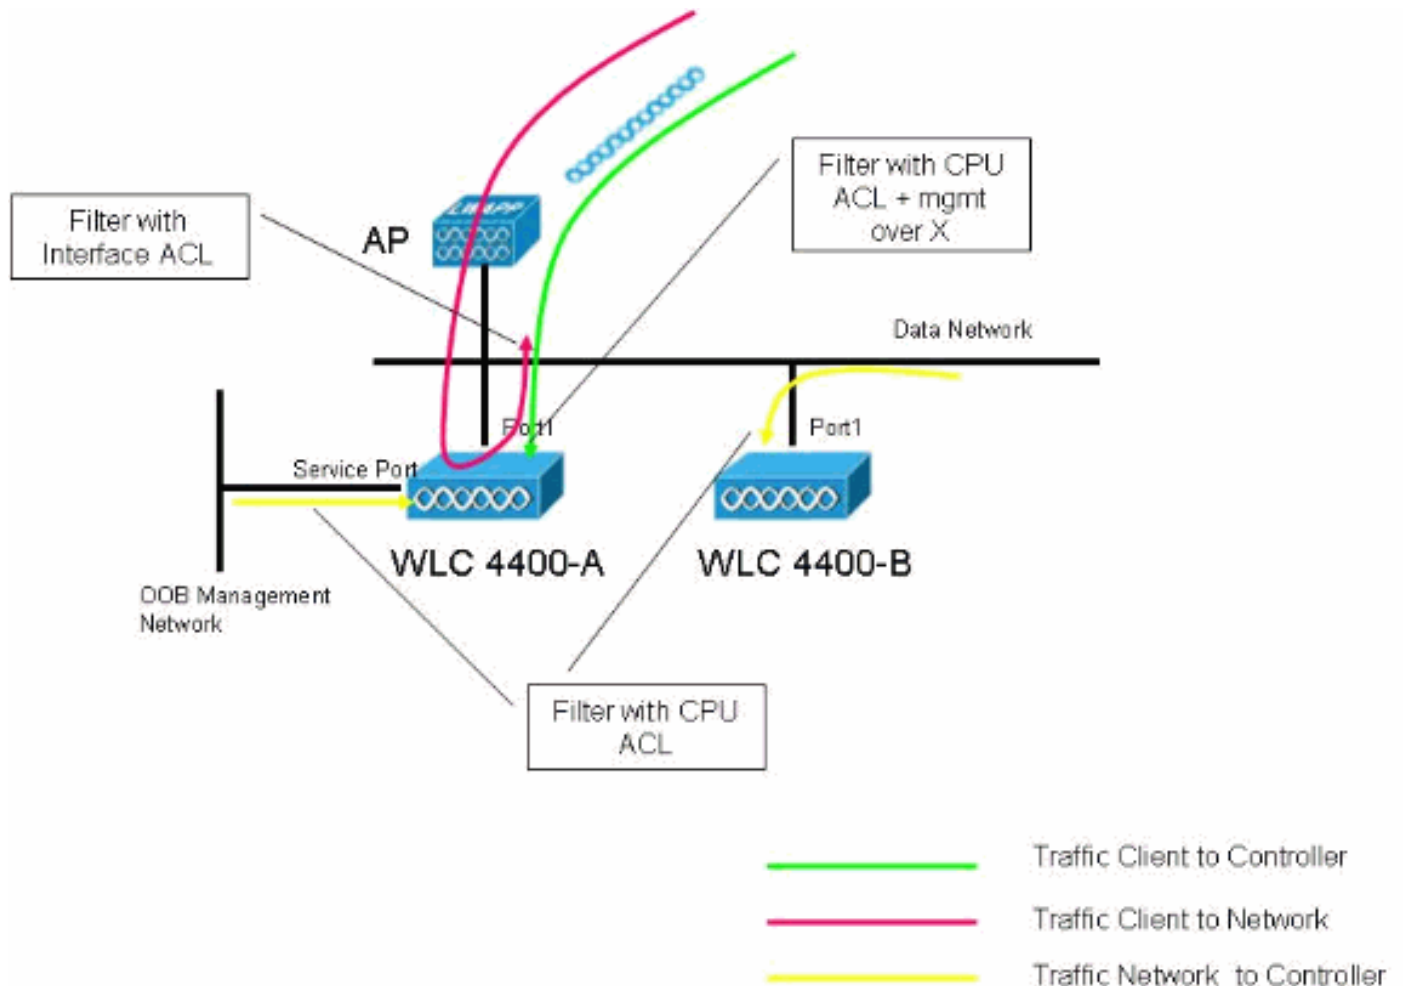 Filter with CPU
ACL + mgmt
over X
Filter with
Interface ACL
LWAPP
AP
Data Network
Port1
Port1
Service Port
WLC 4400-A
WLC 4400-B
OOB Management
Network
Filter with CPU
ACL
Traffic Client to Controller
Traffic Client to Network
Traffic Network to Controller